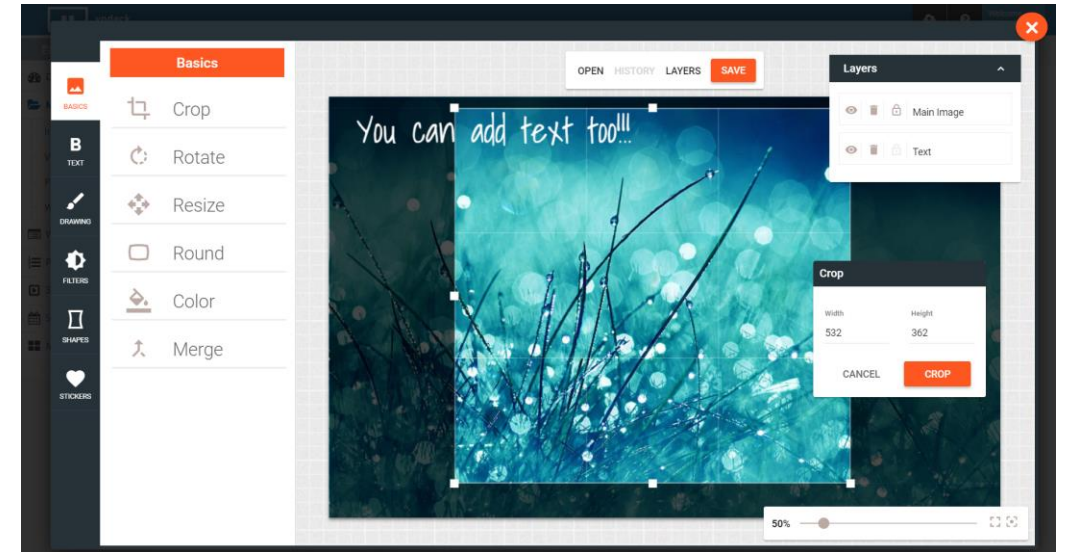 Basics
BASICS
TEXT
DRAWING
FILTERS
SHAPES
STICKERS
Crop
Rotate
Resize
Round
Color
Merge
OPEN HISTORY LAYERS SAVE
You can add text too!!!
Layers
Main Image
Text
Crop
Width Height
532 362
CANCEL CROP
50%